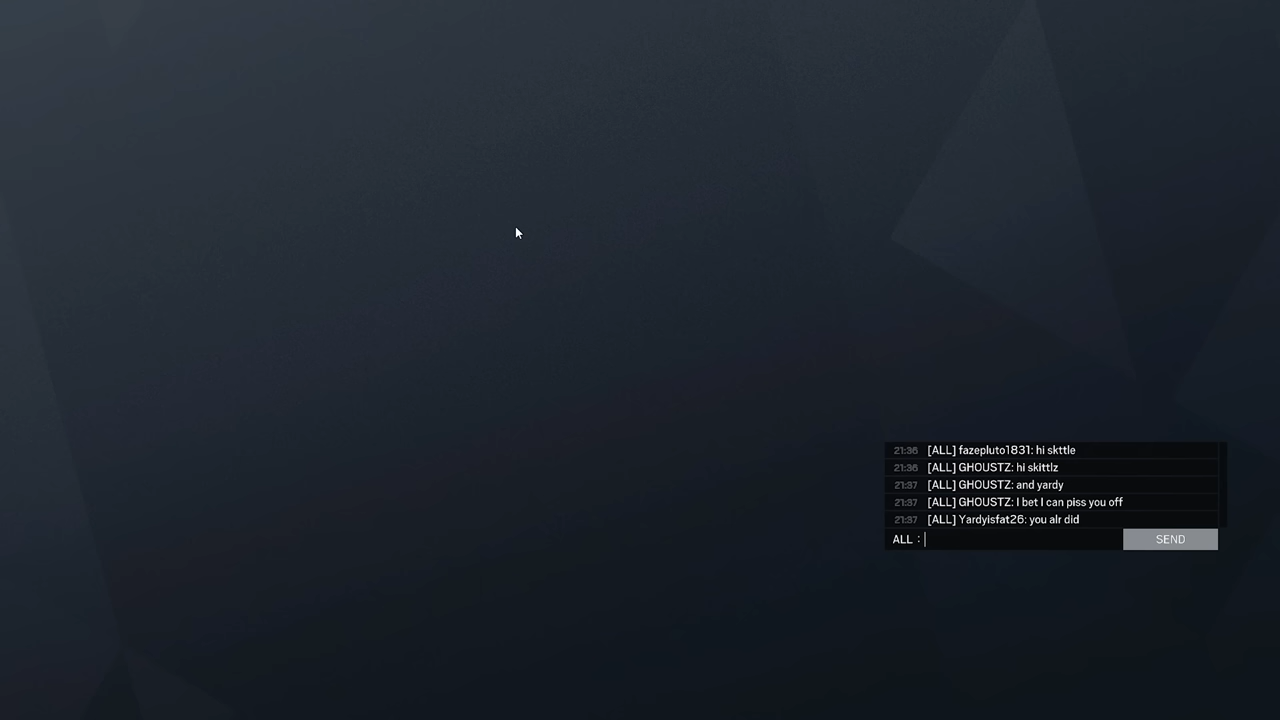 21:36 [ALL] fazepluto1831: hi skttle
21:36 [ALL] GHOUSTZ: hi skittlz
21:37 [ALL] GHOUSTZ: and yardy
21:37 [ALL] GHOUSTZ: I bet I can piss you off
21:37 [ALL] Yardyisfat26: you alr did
ALL : SEND